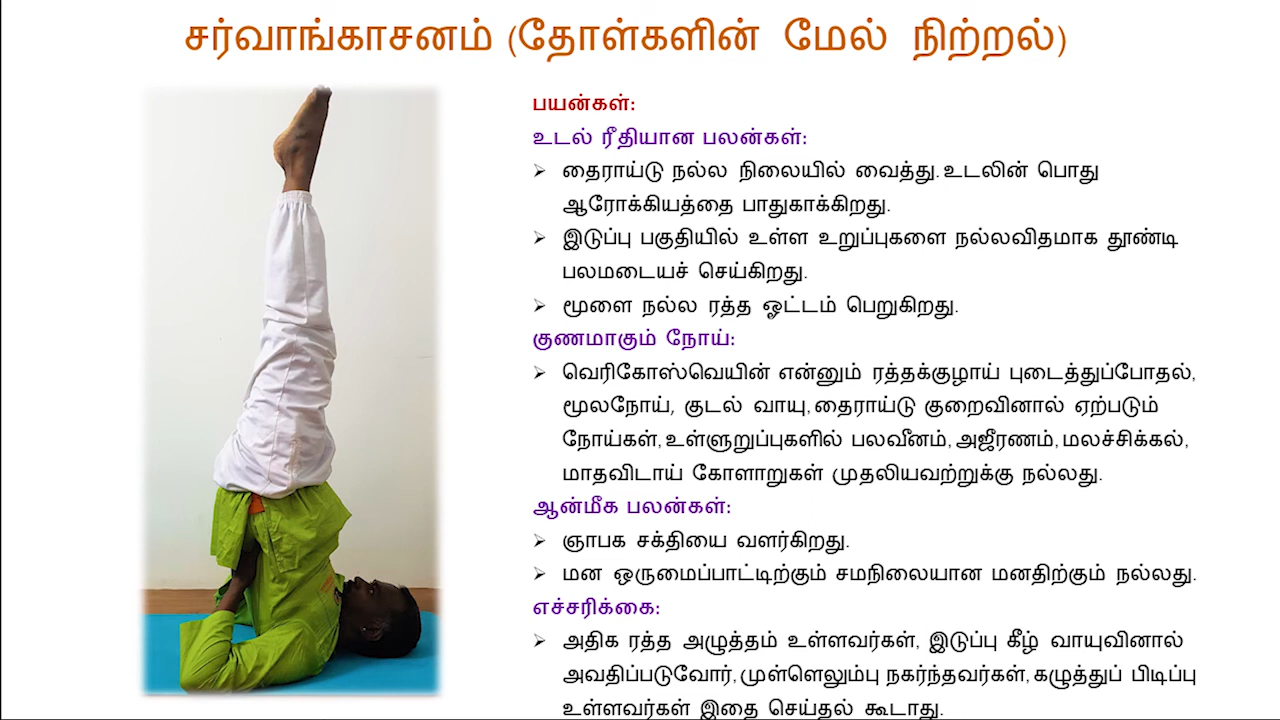 சர்வாங்காசனம் (தோள்களின் மேல் நிற்றல்)
பயன்கள்:
உடல் ரீதியான பலன்கள்:
➢ தைராய்டு நல்ல நிலையில் வைத்து.உடலின் பொது
ஆரோக்கியத்தை பாதுகாக்கிறது.
➢ இடுப்பு பகுதியில் உள்ள உறுப்புகளை நல்லவிதமாக தூண்டி
பலமடையச் செய்கிறது.
➢ மூளை நல்ல ரத்த ஓட்டம் பெறுகிறது.
குணமாகும் நோய்:
➢ வெரிகோஸ்வெயின் என்னும் ரத்தக்குழாய் புடைத்துப்போதல்,
மூலநோய், குடல் வாயு,தைராய்டு குறைவினால் ஏற்படும்
நோய்கள்,உள்ளுறுப்புகளில் பலவீனம்,அஜீரணம்,மலச்சிக்கல்,
மாதவிடாய் கோளாறுகள் முதலியவற்றுக்கு நல்லது.
ஆன்மீக பலன்கள்:
➢ ஞாபக சக்தியை வளர்கிறது.
➢ மன ஒருமைப்பாட்டிற்கும் சமநிலையான மனதிற்கும் நல்லது.
எச்சரிக்கை:
➢ அதிக ரத்த அழுத்தம் உள்ளவர்கள், இடுப்பு கீழ் வாயுவினால்
அவதிப்படுவோர்,முள்ளெலும்பு நகர்ந்தவர்கள்,கழுத்துப் பிடிப்பு
உள்ளவர்கள் இதை செய்தல் கூடாது.